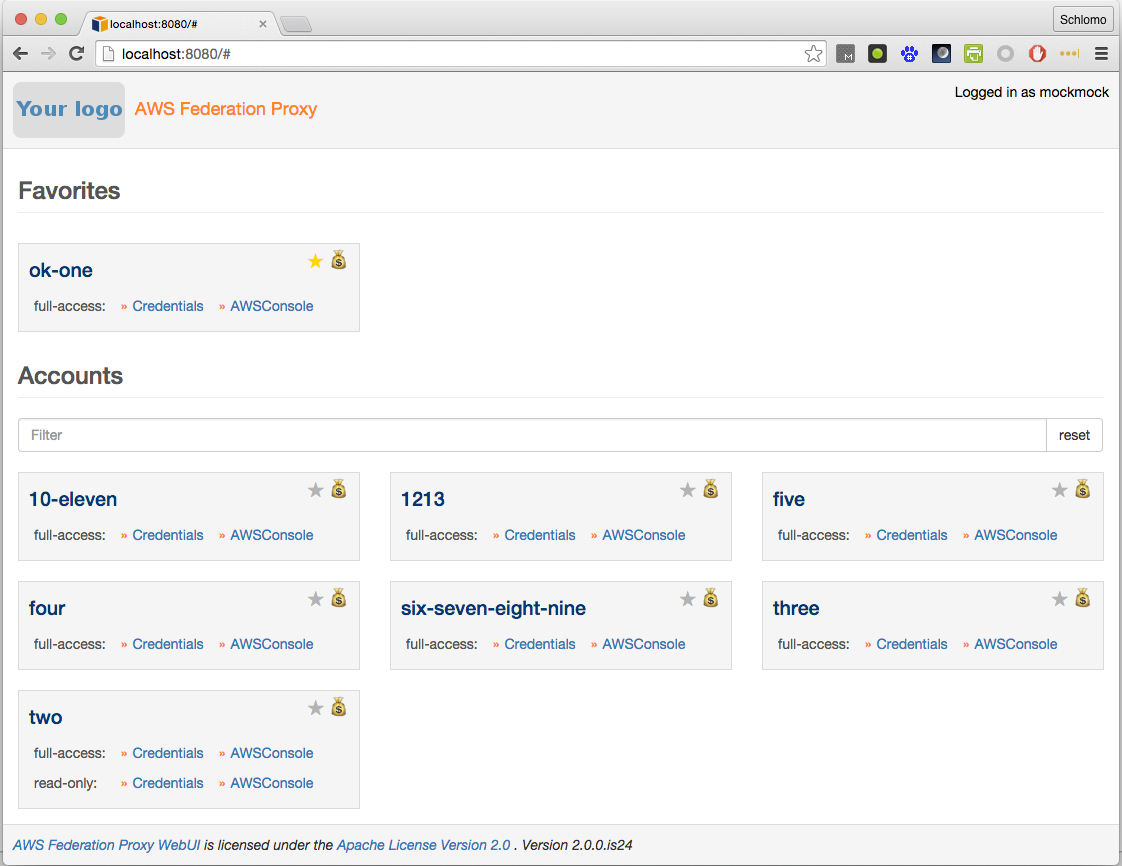 localhost:8080/#
Schlomo
localhost:8080/#
M
Your logo AWS Federation Proxy
Logged in as mockmock
Favorites
ok-one
full-access: » Credentials » AWSConsole
Accounts
Filter reset
10-eleven 1213 five
full-access: » Credentials » AWSConsole full-access: » Credentials » AWSConsole full-access: » Credentials » AWSConsole
four six-seven-eight-nine three
full-access: » Credentials » AWSConsole full-access: » Credentials » AWSConsole full-access: » Credentials » AWSConsole
two
full-access: » Credentials » AWSConsole
read-only: » Credentials » AWSConsole
AWS Federation Proxy WebUI is licensed under the Apache License Version 2.0 . Version 2.0.0.is24